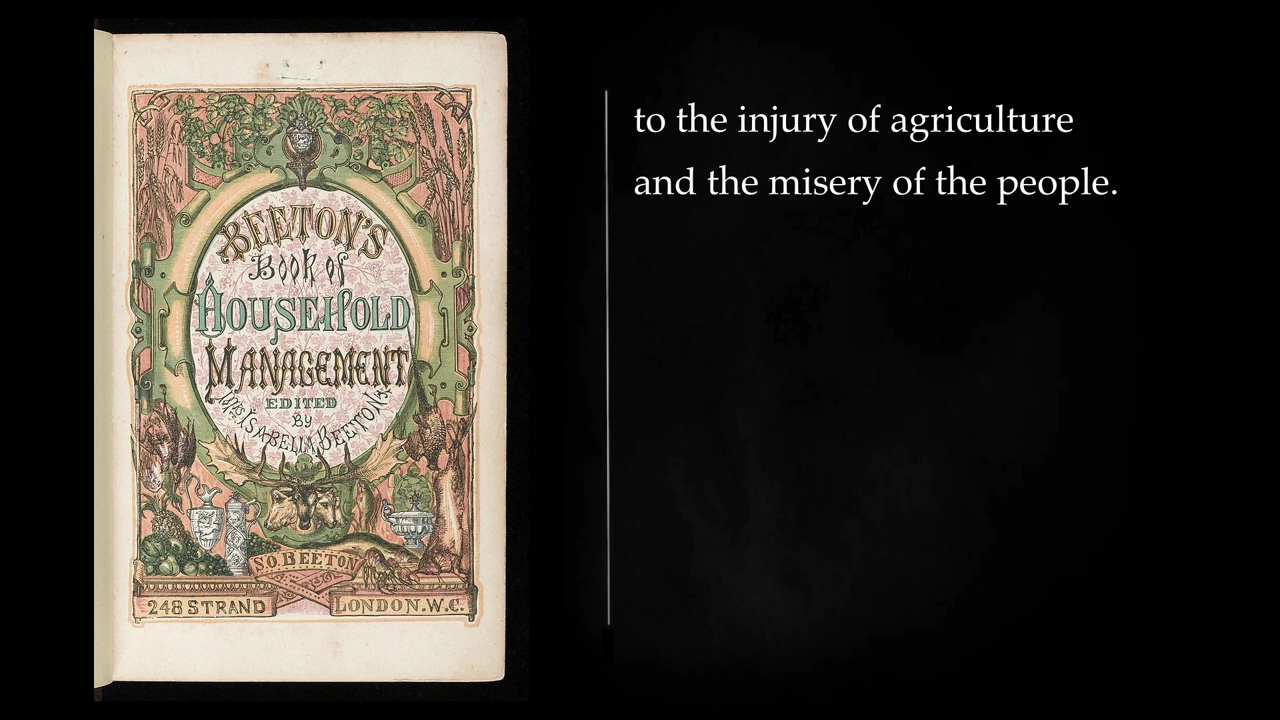 BEETON'S
Book of
HOUSEHOLD
MANAGEMENT
EDITED
BY
MRS ISABELLA BEETON
S.O. BEETON
248 STRAND
LONDON. W.C.
to the injury of agriculture
and the misery of the people.